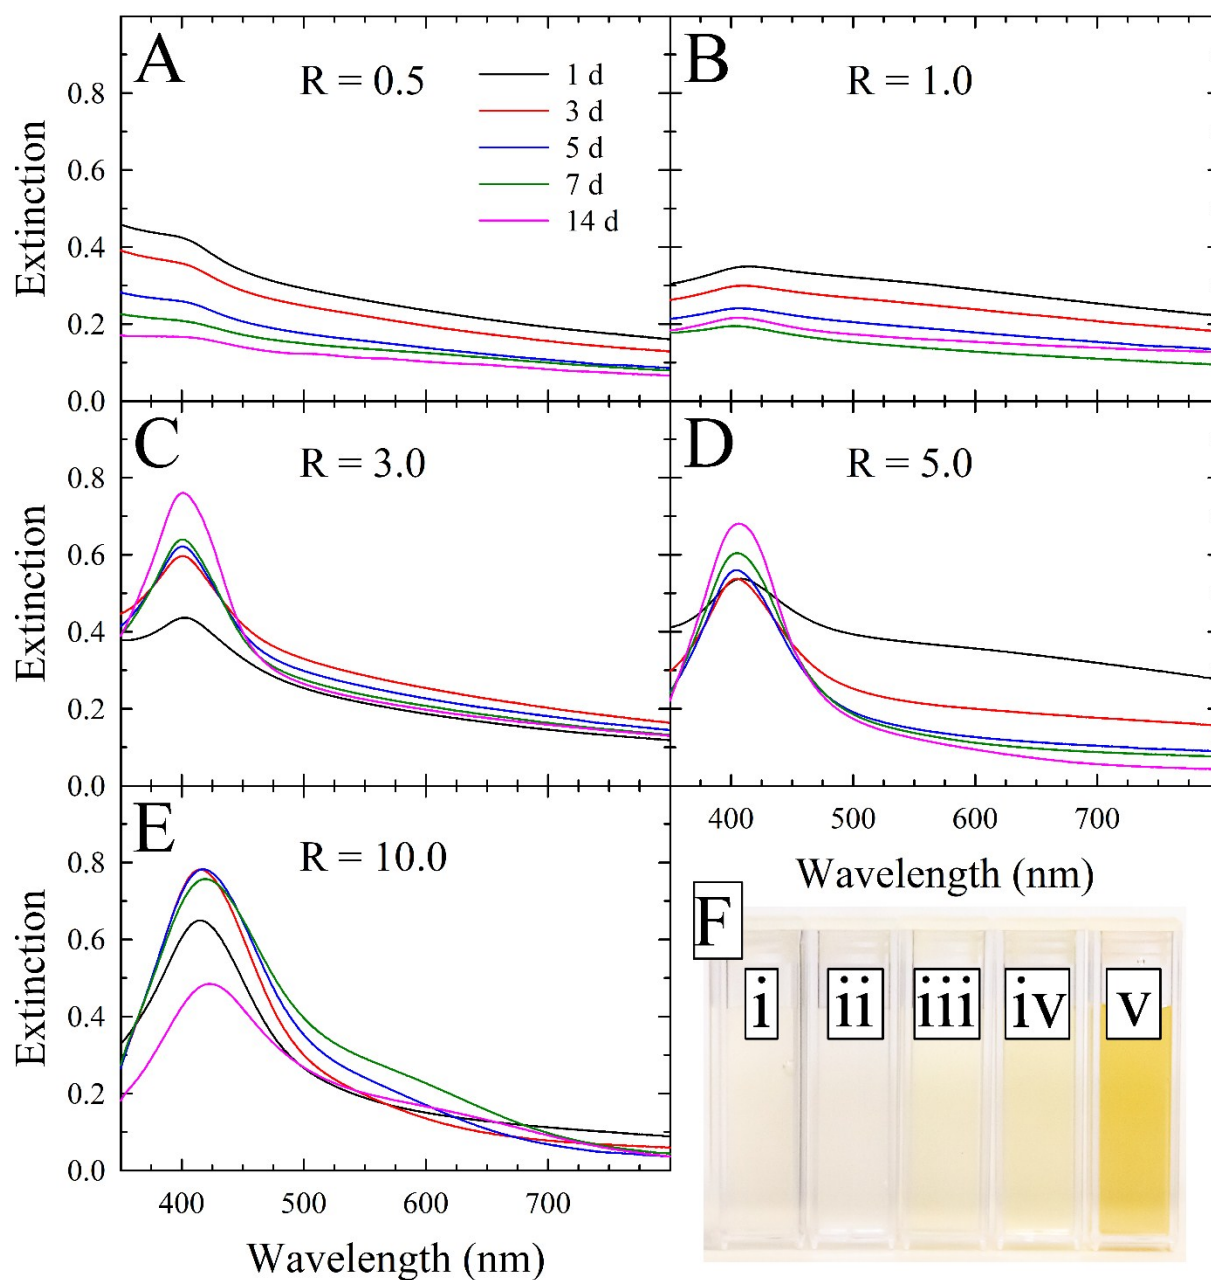 A
R = 0.5
1 d
3 d
5 d
7 d
14 d
Extinction
0.8
0.6
0.4
0.2
0.0
B
R = 1.0
C
R = 3.0
Extinction
0.8
0.6
0.4
0.2
0.0
D
R = 5.0
400
500
600
700
Wavelength (nm)
E
R = 10.0
Extinction
0.8
0.6
0.4
0.2
0.0
400
500
600
700
Wavelength (nm)
F
i
ii
iii
iv
v